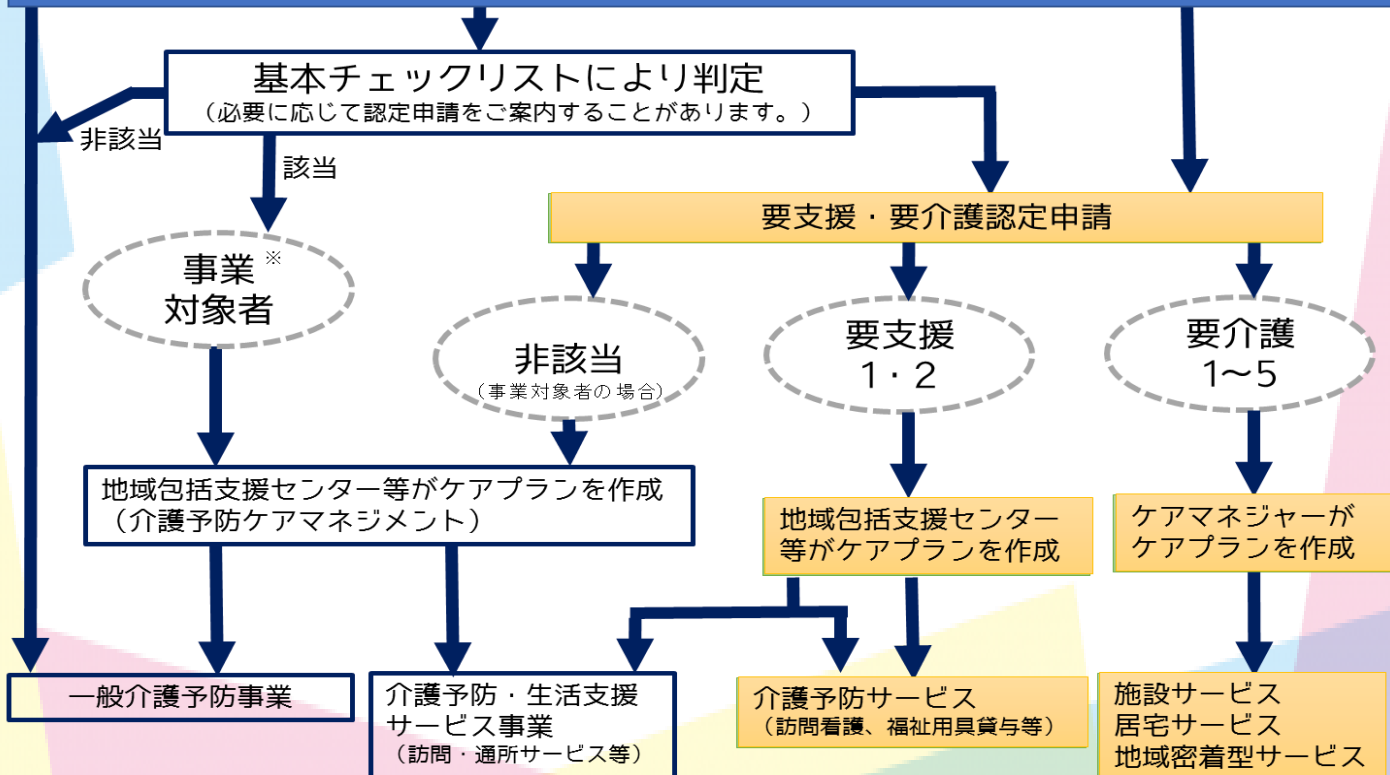 基本チェックリストにより判定
（必要に応じて認定申請をご案内することがあります。）
非該当
該当
要支援・要介護認定申請
事業※
対象者
非該当
（事業対象者の場合）
要支援
1・2
要介護
1～5
地域包括支援センター等がケアプランを作成
（介護予防ケアマネジメント）
地域包括支援センター
等がケアプランを作成
ケアマネジャーが
ケアプランを作成
一般介護予防事業
介護予防・生活支援
サービス事業
（訪問・通所サービス等）
介護予防サービス
（訪問看護、福祉用具貸与等）
施設サービス
居宅サービス
地域密着型サービス